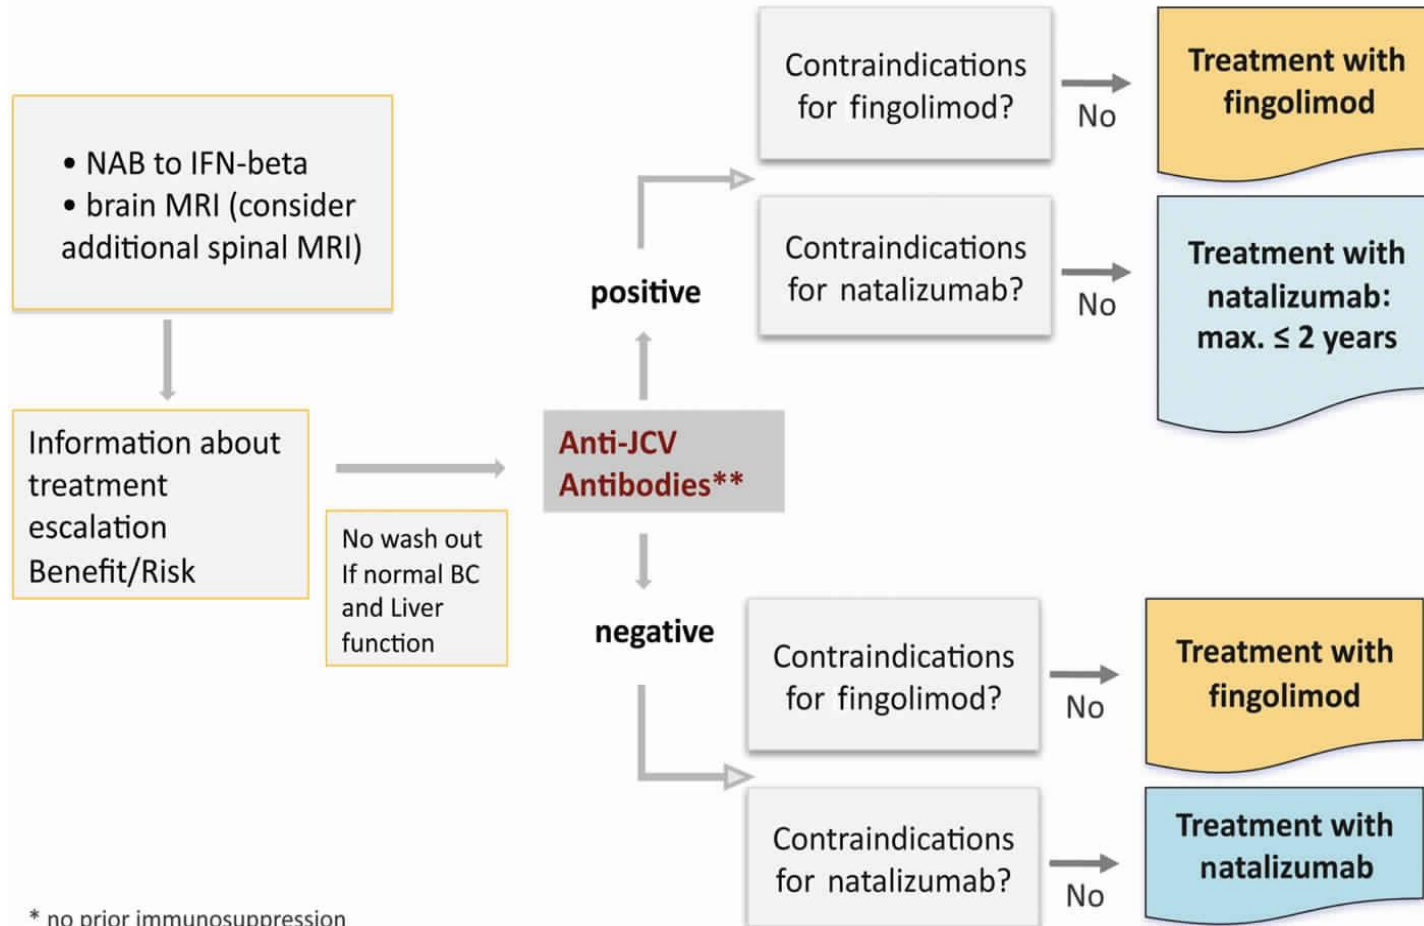 • NAB to IFN-beta
• brain MRI (consider
additional spinal MRI)
Information about
treatment
escalation
Benefit/Risk
No wash out
If normal BC
and Liver
function
Anti-JCV
Antibodies**
positive
Contraindications
for fingolimod?
No
Treatment with
fingolimod
Contraindications
for natalizumab?
No
Treatment with
natalizumab:
max. ≤ 2 years
negative
Contraindications
for fingolimod?
No
Treatment with
fingolimod
Contraindications
for natalizumab?
No
Treatment with
natalizumab
* no prior immunosuppression